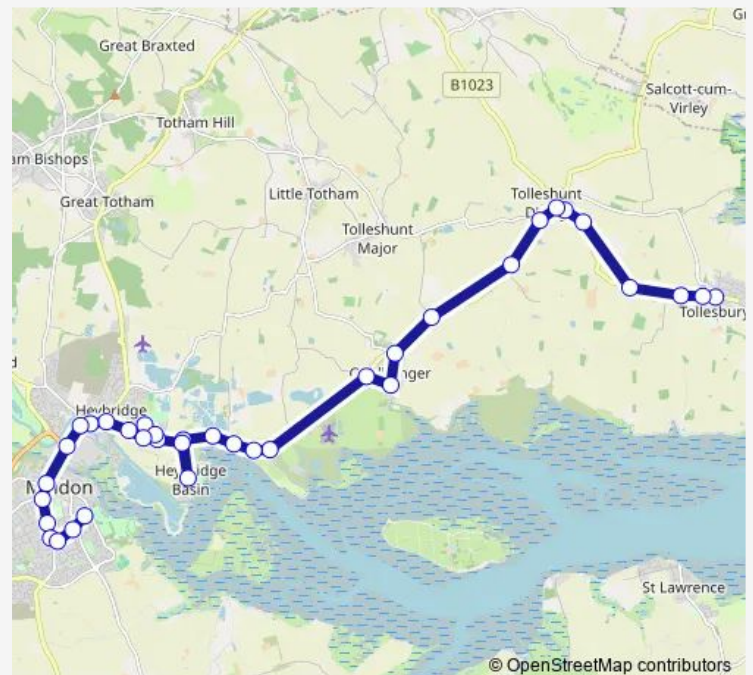 Great Braxted
B1023
Salcott-cum-
Virley
Totham Hill
am Bishops
Great Totham
Little Totham
Tolleshunt
Tolleshunt
Major
Tollesbury
Heybridge
Heybridge
Basin
St Lawrence
© OpenStreetMap contributors